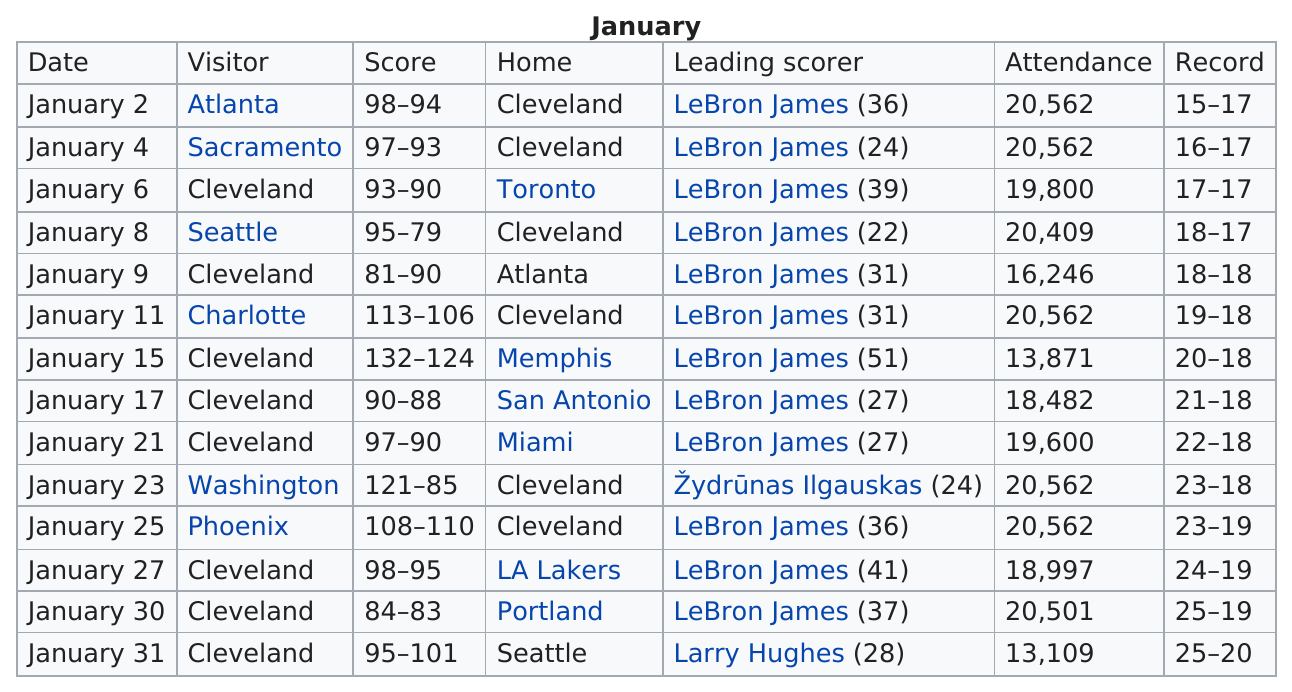 January
Date Visitor Score Home Leading scorer Attendance Record
January 2 Atlanta 98–94 Cleveland LeBron James (36) 20,562 15–17
January 4 Sacramento 97–93 Cleveland LeBron James (24) 20,562 16–17
January 6 Cleveland 93–90 Toronto LeBron James (39) 19,800 17–17
January 8 Seattle 95–79 Cleveland LeBron James (22) 20,409 18–17
January 9 Cleveland 81–90 Atlanta LeBron James (31) 16,246 18–18
January 11 Charlotte 113–106 Cleveland LeBron James (31) 20,562 19–18
January 15 Cleveland 132–124 Memphis LeBron James (51) 13,871 20–18
January 17 Cleveland 90–88 San Antonio LeBron James (27) 18,482 21–18
January 21 Cleveland 97–90 Miami LeBron James (27) 19,600 22–18
January 23 Washington 121–85 Cleveland Žydrūnas Ilgauskas (24) 20,562 23–18
January 25 Phoenix 108–110 Cleveland LeBron James (36) 20,562 23–19
January 27 Cleveland 98–95 LA Lakers LeBron James (41) 18,997 24–19
January 30 Cleveland 84–83 Portland LeBron James (37) 20,501 25–19
January 31 Cleveland 95–101 Seattle Larry Hughes (28) 13,109 25–20